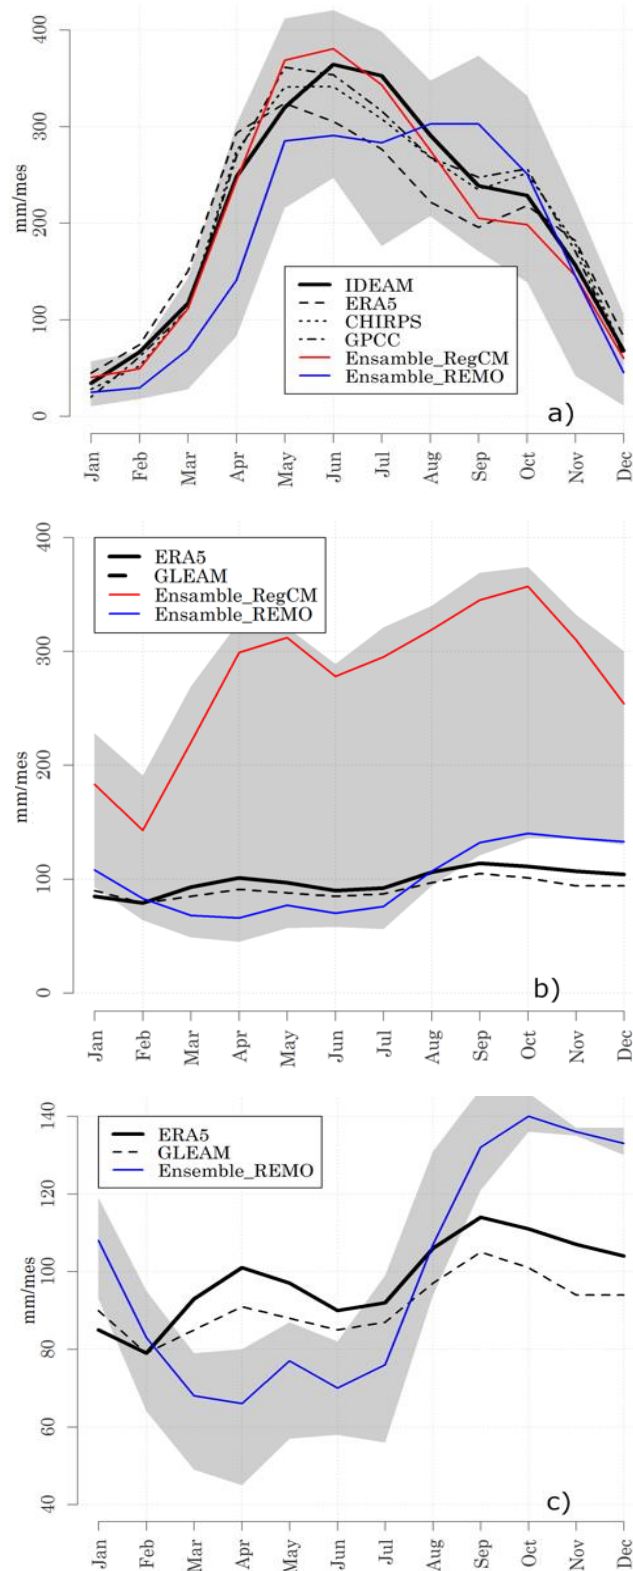 400
300
200
100
0
mm/mes
IDEAM
ERA5
CHIRPS
GPCC
Ensamble_RegCM
Ensamble_REMO
a)
Jan Feb Mar Apr May Jun Jul Aug Sep Oct Nov Dec
400
300
200
100
0
mm/mes
ERA5
GLEAM
Ensamble_RegCM
Ensamble_REMO
b)
Jan Feb Mar Apr May Jun Jul Aug Sep Oct Nov Dec
140
120
100
80
60
40
mm/mes
ERA5
GLEAM
Ensemble_REMO
c)
Jan Feb Mar Apr May Jun Jul Aug Sep Oct Nov Dec